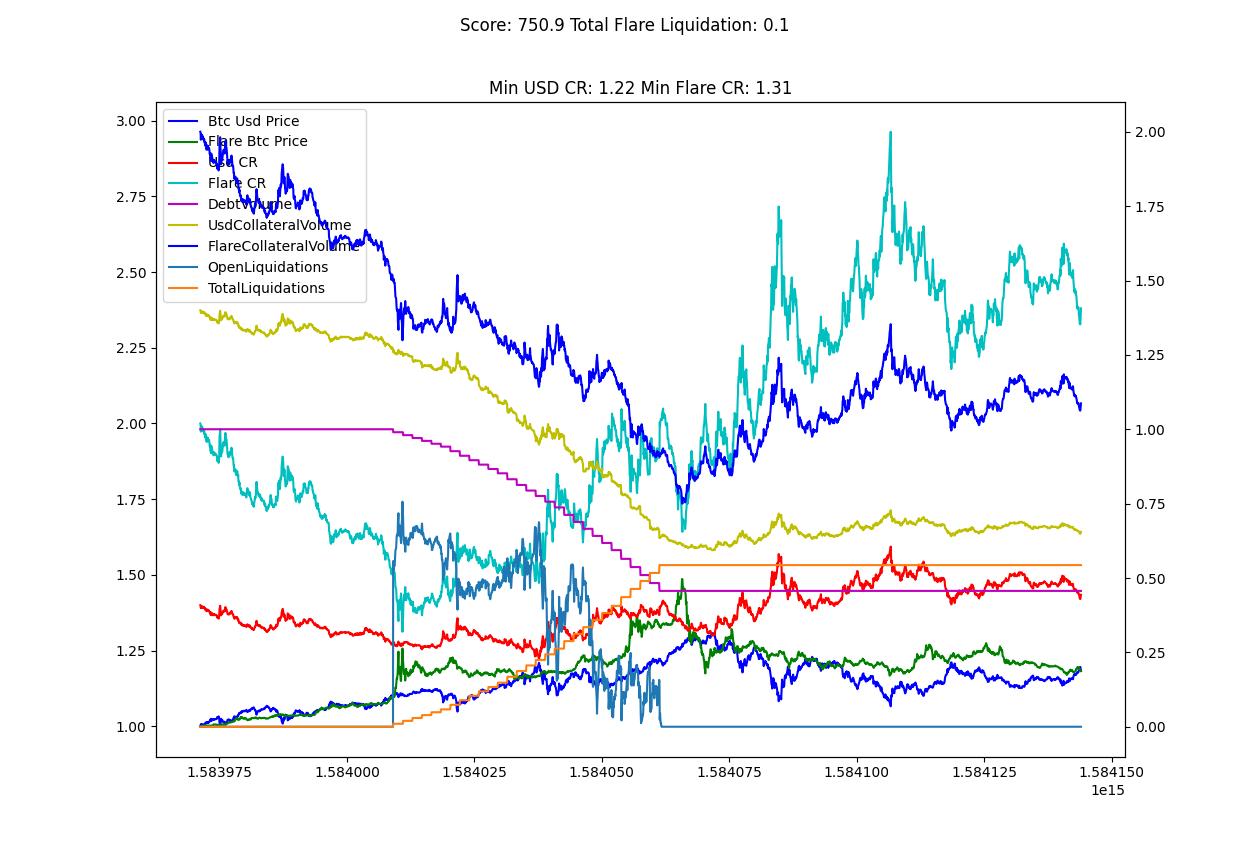 Score: 750.9 Total Flare Liquidation: 0.1
Min USD CR: 1.22 Min Flare CR: 1.31
Btc Usd Price
Flare Btc Price
Usd CR
Flare CR
DebtVolume
UsdCollateralVolume
FlareCollateralVolume
OpenLiquidations
TotalLiquidations
3.00
2.75
2.50
2.25
2.00
1.75
1.50
1.25
1.00
2.00
1.75
1.50
1.25
1.00
0.75
0.50
0.25
0.00
1.583975 1.584000 1.584025 1.584050 1.584075 1.584100 1.584125 1.584150
1e15